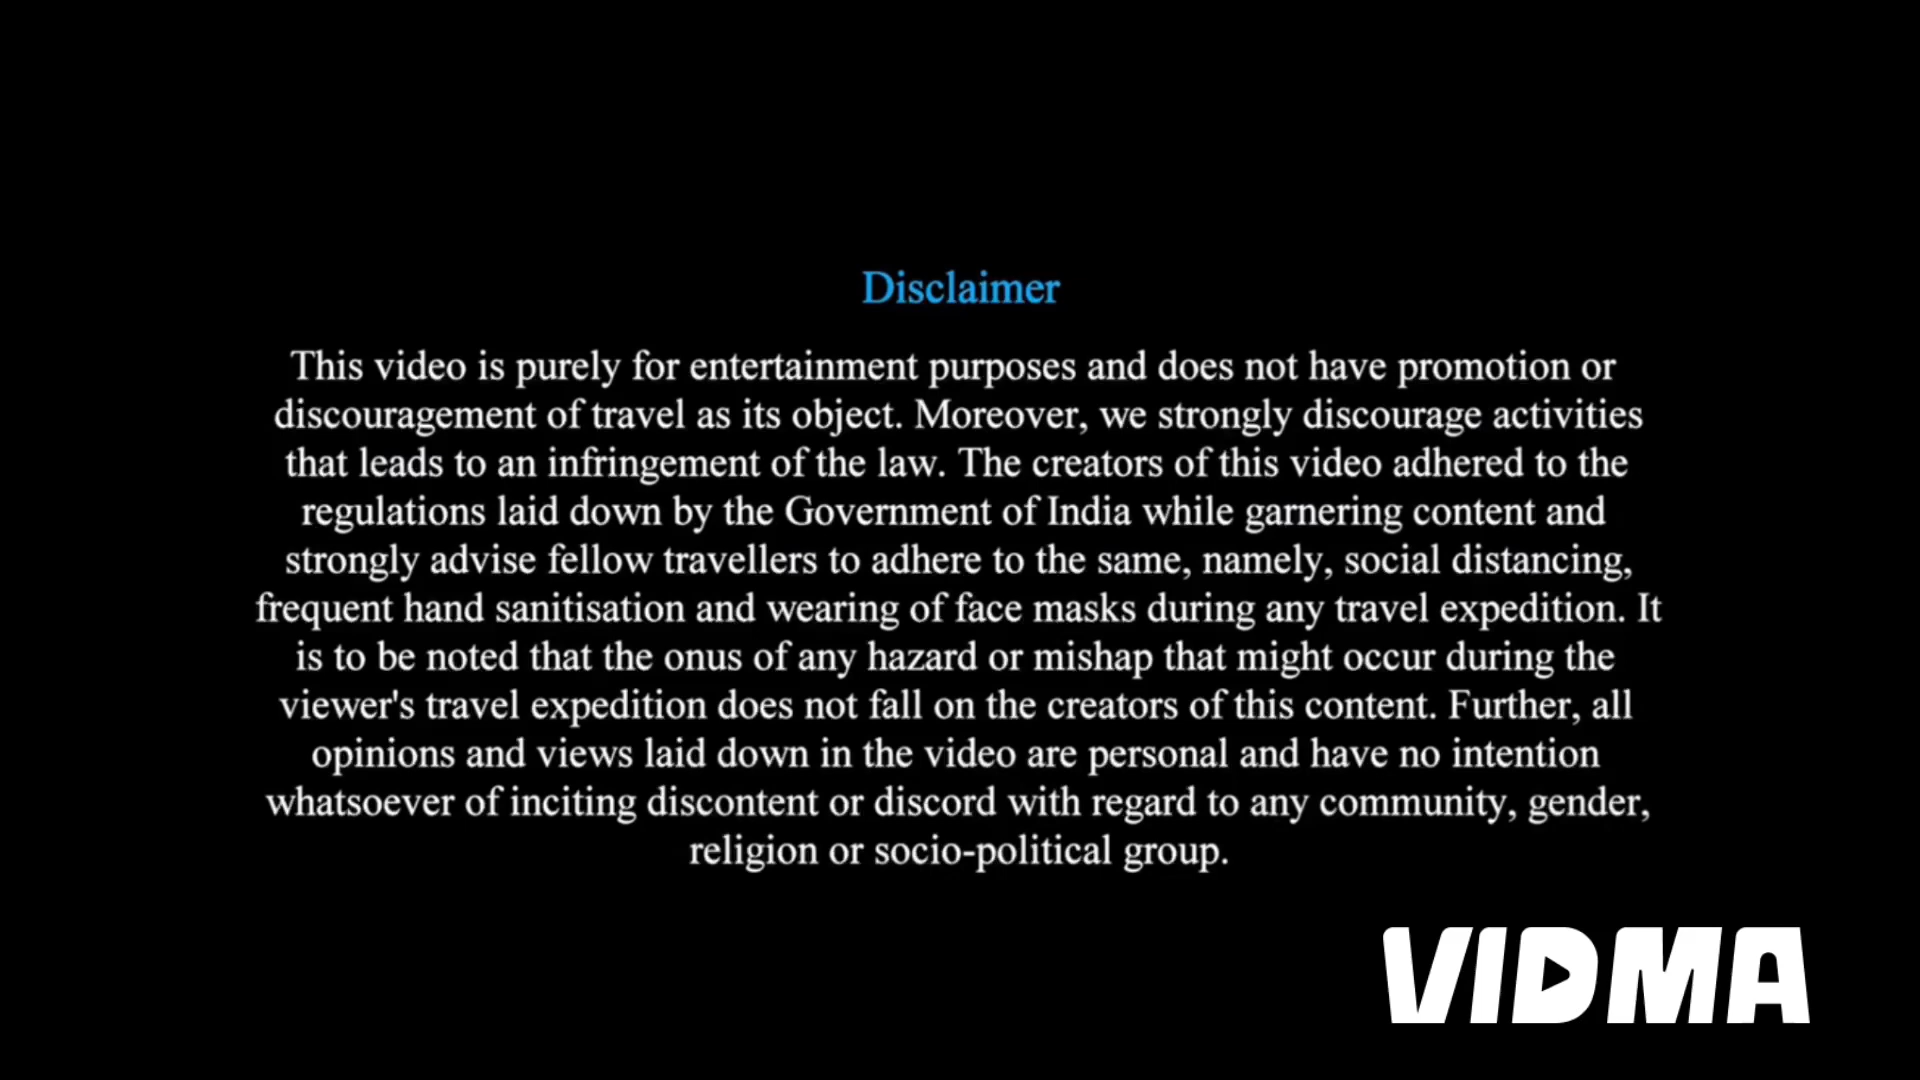 Disclaimer
This video is purely for entertainment purposes and does not have promotion or
discouragement of travel as its object. Moreover, we strongly discourage activities
that leads to an infringement of the law. The creators of this video adhered to the
regulations laid down by the Government of India while garnering content and
strongly advise fellow travellers to adhere to the same, namely, social distancing,
frequent hand sanitisation and wearing of face masks during any travel expedition. It
is to be noted that the onus of any hazard or mishap that might occur during the
viewer's travel expedition does not fall on the creators of this content. Further, all
opinions and views laid down in the video are personal and have no intention
whatsoever of inciting discontent or discord with regard to any community, gender,
religion or socio-political group.
VIDMA